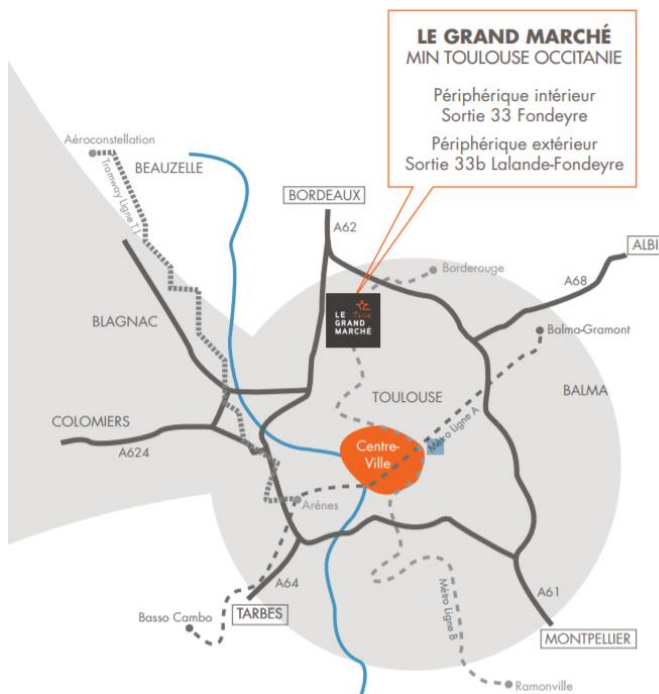 LE GRAND MARCHÉ
MIN TOULOUSE OCCITANIE
Périphérique intérieur
Sortie 33 Fondeyre
Périphérique extérieur
Sortie 33b Lalande-Fondeyre
Aéroconstellation
BEAUZELLE
Tramway Ligne T1
BORDEAUX
A62
ALBI
Borderouge
A68
LE
GRAND
MARCHÉ
BLAGNAC
Balma-Gramont
TOULOUSE
BALMA
COLOMIERS
A624
Métro Ligne A
Centre-
Ville
Arènes
A64
A61
Métro Ligne B
Basso Cambo
TARBES
MONTPELLIER
Ramonville